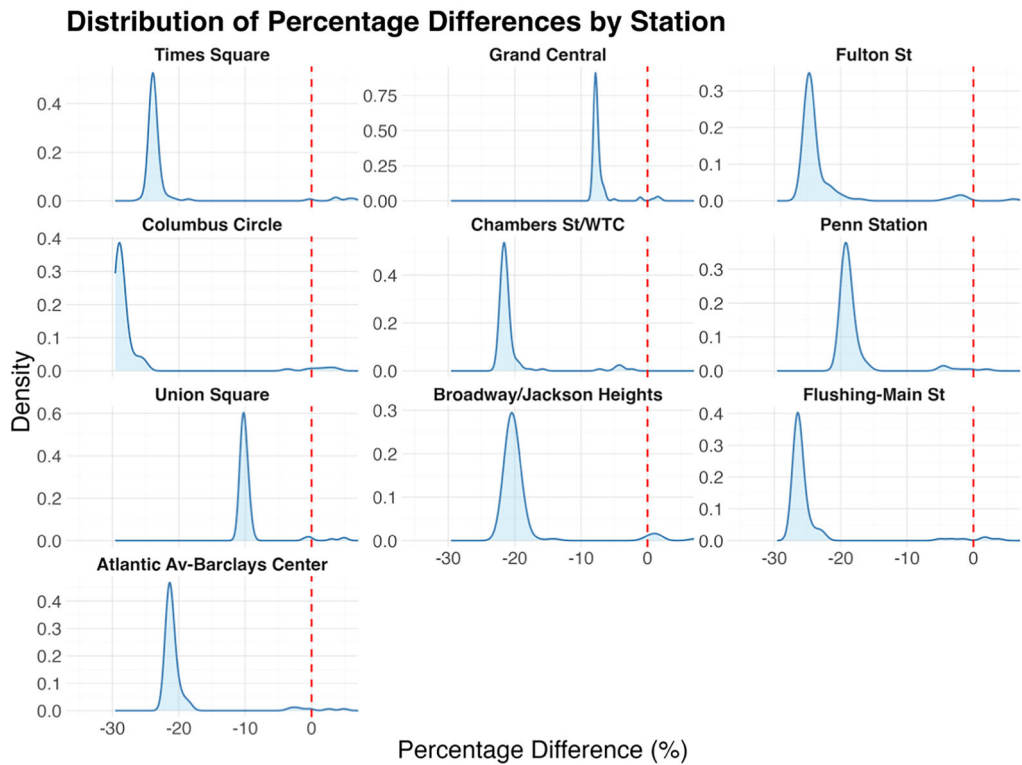 Distribution of Percentage Differences by Station
Times Square
Grand Central
Fulton St
0.4
0.2
0.0
0.75
0.50
0.25
0.00
0.3
0.2
0.1
0.0
Columbus Circle
Chambers St/WTC
Penn Station
0.4
0.3
0.2
0.1
0.0
0.4
0.2
0.0
0.3
0.2
0.1
0.0
Density
Union Square
Broadway/Jackson Heights
Flushing-Main St
0.6
0.4
0.2
0.0
0.3
0.2
0.1
0.0
0.4
0.3
0.2
0.1
0.0
-30 -20 -10 0
-30 -20 -10 0
Atlantic Av-Barclays Center
0.4
0.3
0.2
0.1
0.0
-30 -20 -10 0
Percentage Difference (%)